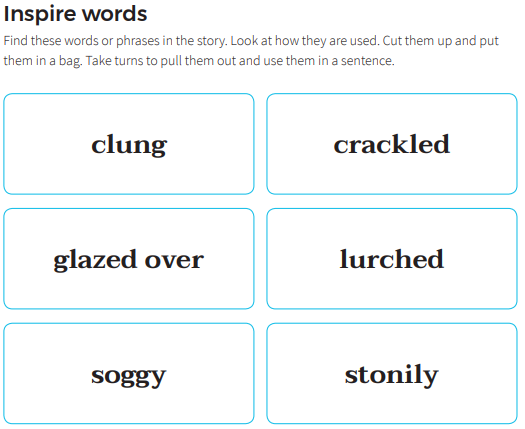 Inspire words
Find these words or phrases in the story. Look at how they are used. Cut them up and put
them in a bag. Take turns to pull them out and use them in a sentence.
clung
crackled
glazed over
lurched
soggy
stonily